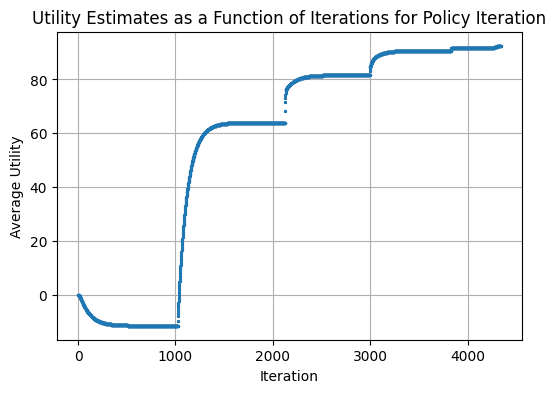 Utility Estimates as a Function of Iterations for Policy Iteration
80
60
40
20
0
Average Utility
0 1000 2000 3000 4000
Iteration